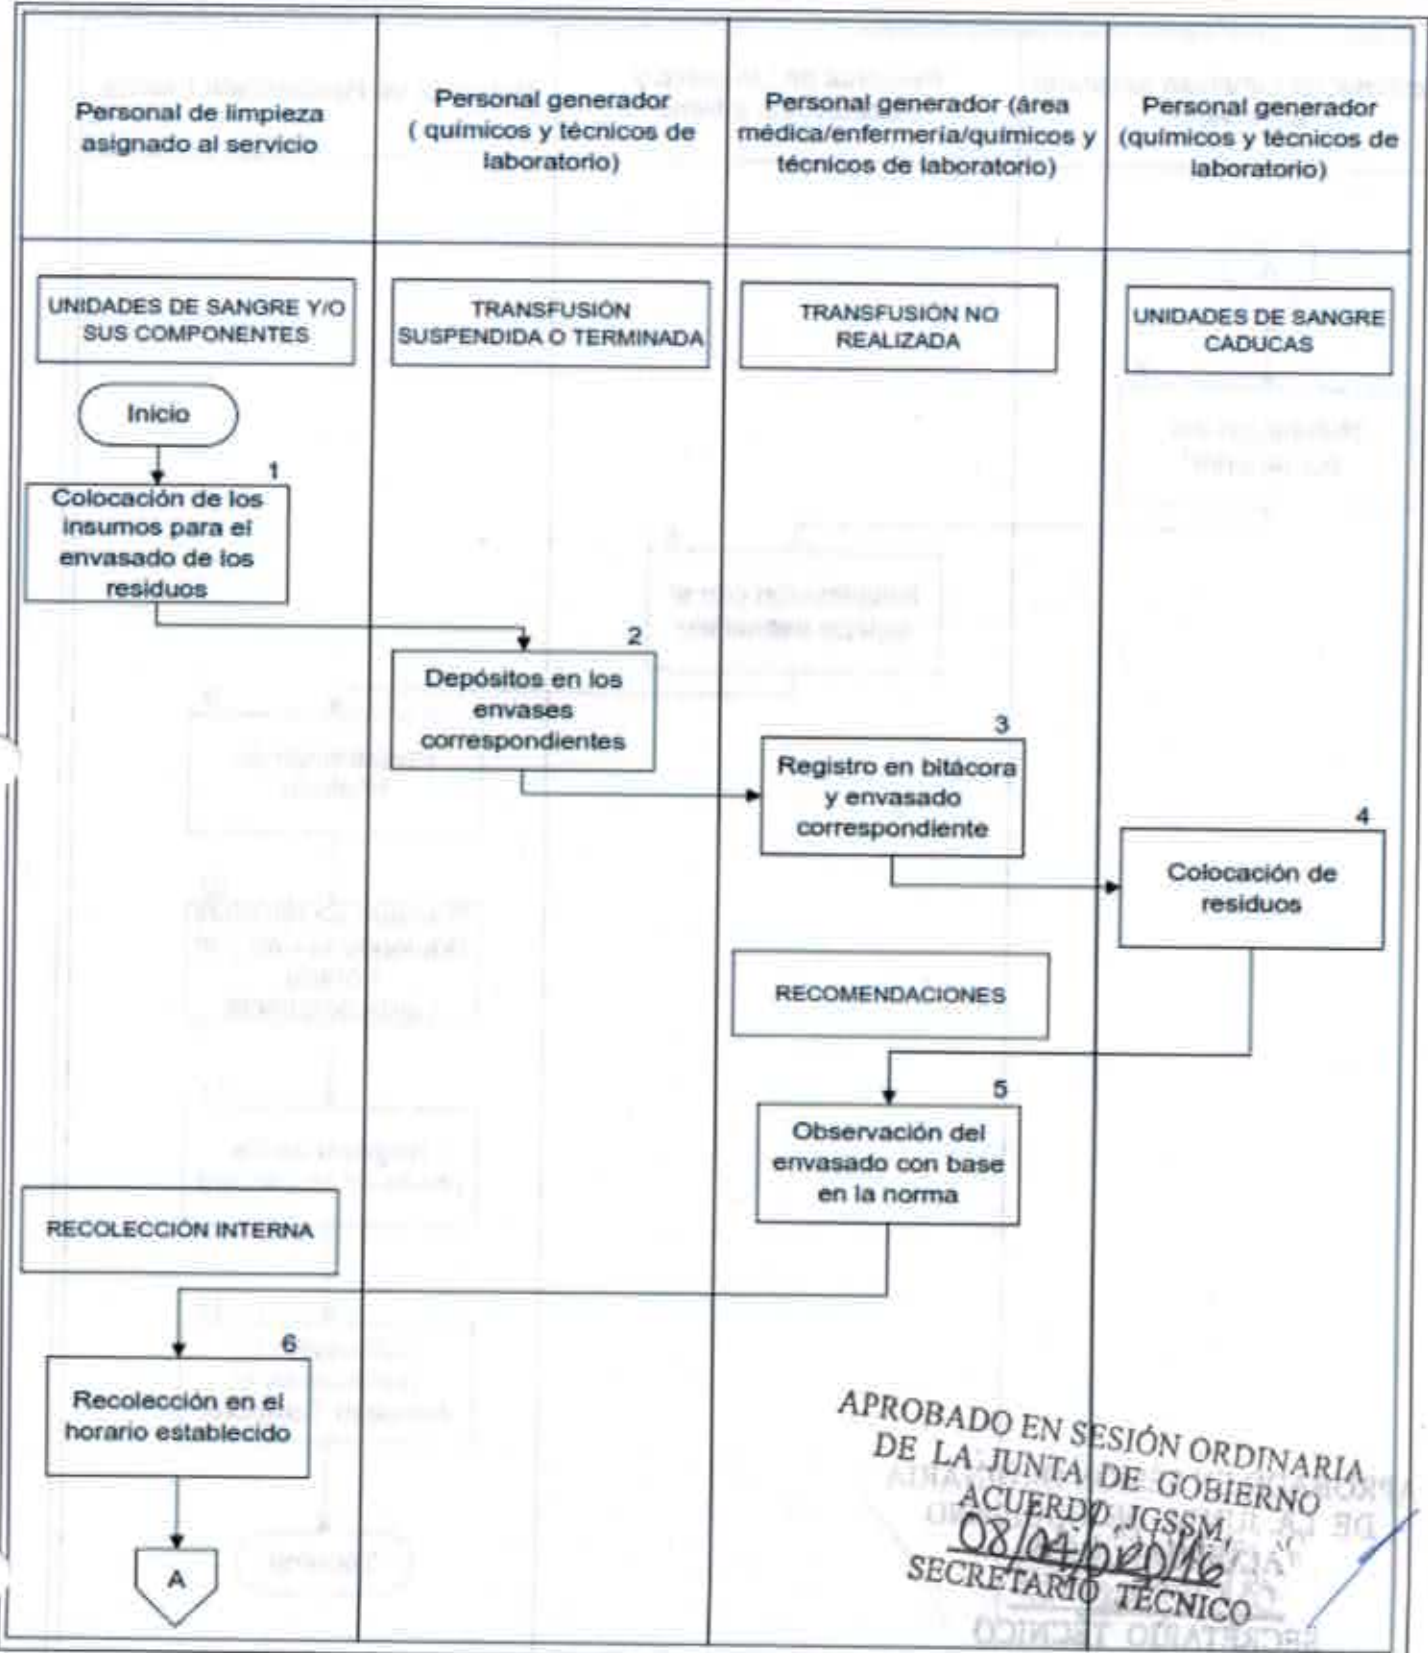 Personal de limpieza
asignado al servicio
Personal generador
( químicos y técnicos de
laboratorio)
Personal generador (área
médica/enfermería/químicos y
técnicos de laboratorio)
Personal generador
(químicos y técnicos de
laboratorio)
UNIDADES DE SANGRE Y/O
SUS COMPONENTES
TRANSFUSIÓN
SUSPENDIDA O TERMINADA
TRANSFUSIÓN NO
REALIZADA
UNIDADES DE SANGRE
CADUCAS
Inicio
1
Colocación de los
insumos para el
envasado de los
residuos
2
Depósitos en los
envases
correspondientes
3
Registro en bitácora
y envasado
correspondiente
4
Colocación de
residuos
RECOMENDACIONES
5
Observación del
envasado con base
en la norma
RECOLECCIÓN INTERNA
6
Recolección en el
horario establecido
A
APROBADO EN SESIÓN ORDINARIA
DE LA JUNTA DE GOBIERNO
ACUERDO JGSSM,
08/04/ORD/16
SECRETARIO TÉCNICO